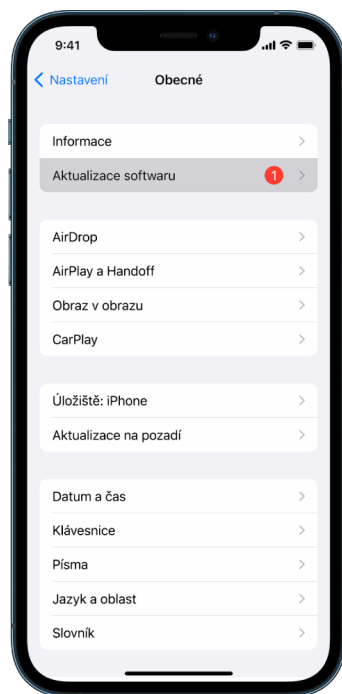 9:41
Nastavení
Obecné
Informace
Aktualizace softwaru
1
AirDrop
AirPlay a Handoff
Obraz v obrazu
CarPlay
Úložiště: iPhone
Aktualizace na pozadí
Datum a čas
Klávesnice
Písma
Jazyk a oblast
Slovník